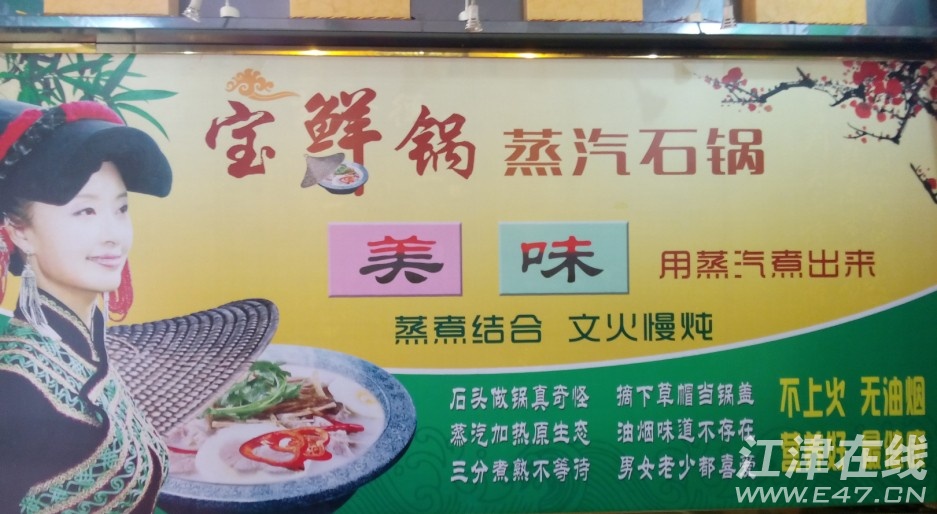 宝鲜锅 蒸汽石锅
美味 用蒸汽煮出来
蒸煮结合 文火慢炖
石头做锅真奇怪 摘下草帽当锅盖
蒸汽加热原生态 油烟味道不存在
三分煮熟不等待 男女老少都喜爱
不上火 无油烟
江津在线
WWW.E47.CN